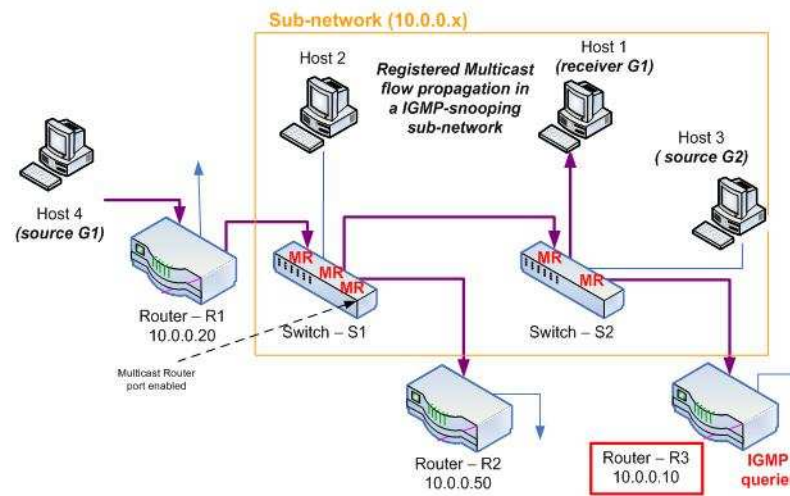 Sub-network (10.0.0.x)
Host 2
Registered Multicast
flow propagation in
a IGMP-snooping
sub-network
Host 1
(receiver G1)
Host 3
( source G2)
Host 4
(source G1)
MR
MR
MR
MR
MR
Router – R1
10.0.0.20
Switch – S1
Switch – S2
Multicast Router
port enabled
Router – R2
10.0.0.50
Router – R3
10.0.0.10
IGMP